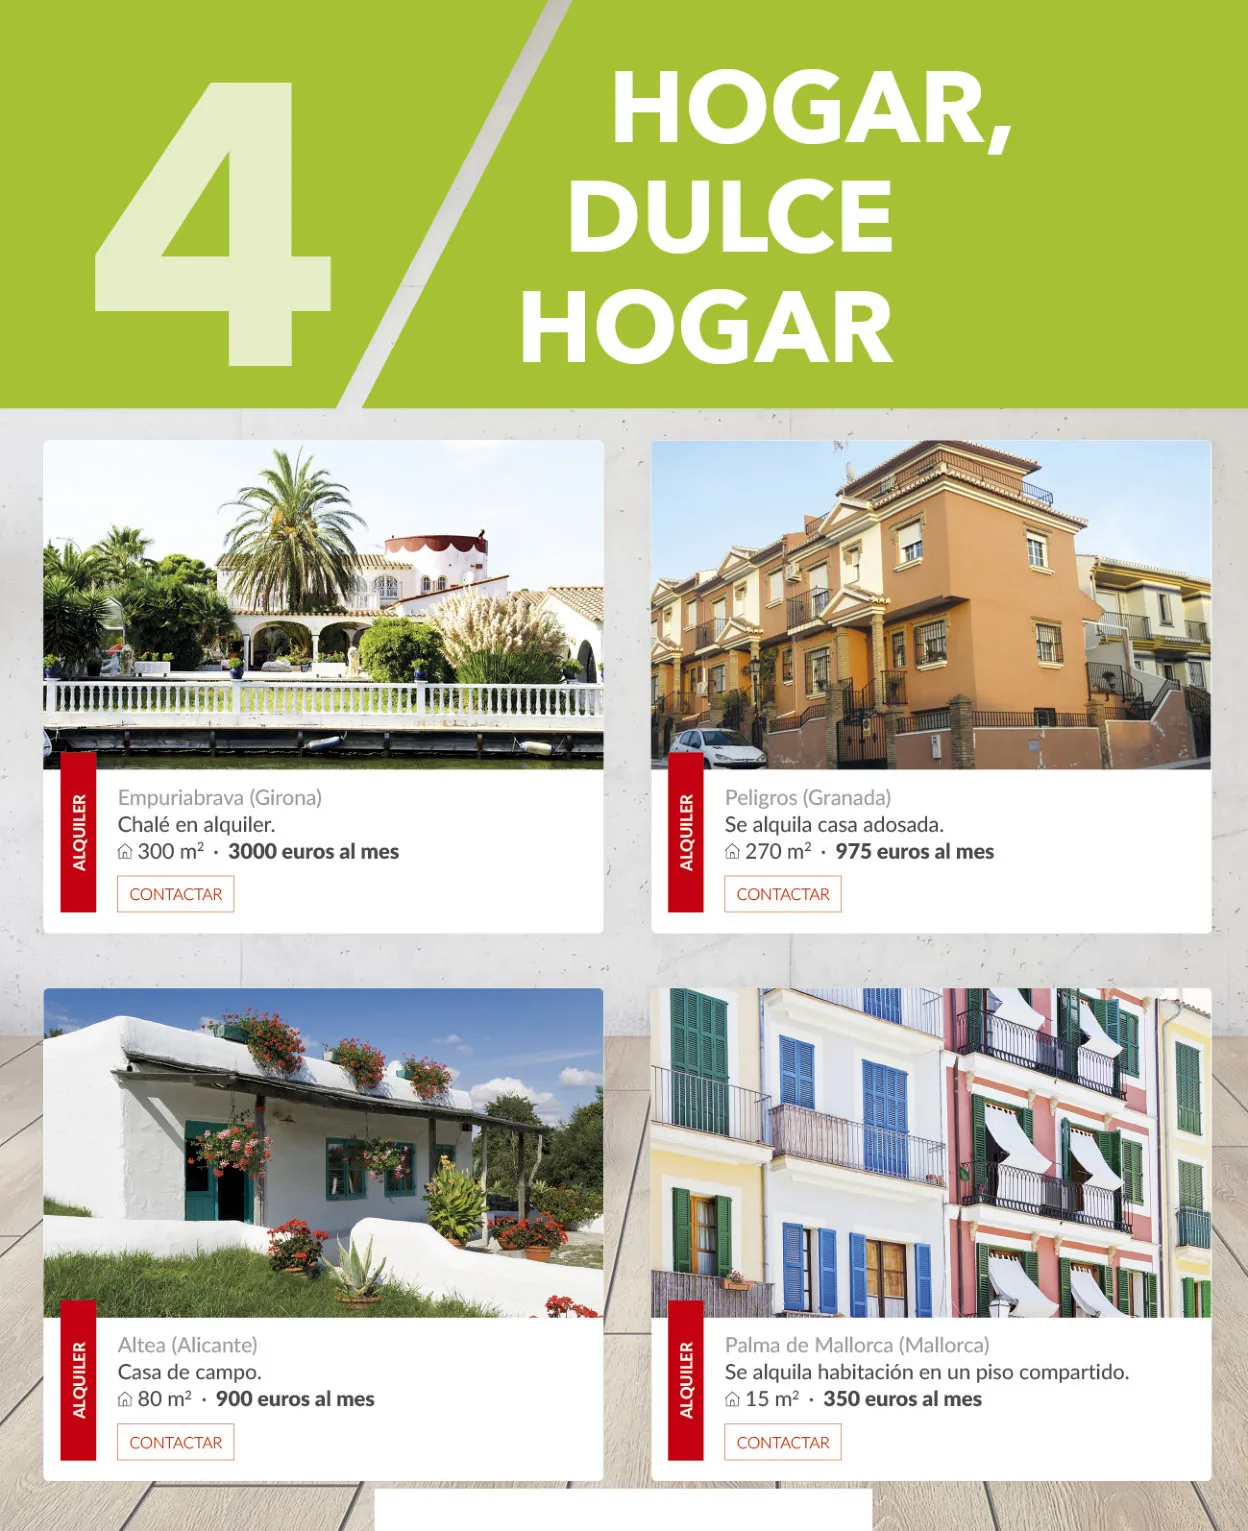 4
HOGAR,
DULCE
HOGAR
ALQUILER
Empuriabrava (Girona)
Chalé en alquiler.
300 m² · 3000 euros al mes
CONTACTAR
ALQUILER
Peligros (Granada)
Se alquila casa adosada.
270 m² · 975 euros al mes
CONTACTAR
ALQUILER
Altea (Alicante)
Casa de campo.
80 m² · 900 euros al mes
CONTACTAR
ALQUILER
Palma de Mallorca (Mallorca)
Se alquila habitación en un piso compartido.
15 m² · 350 euros al mes
CONTACTAR